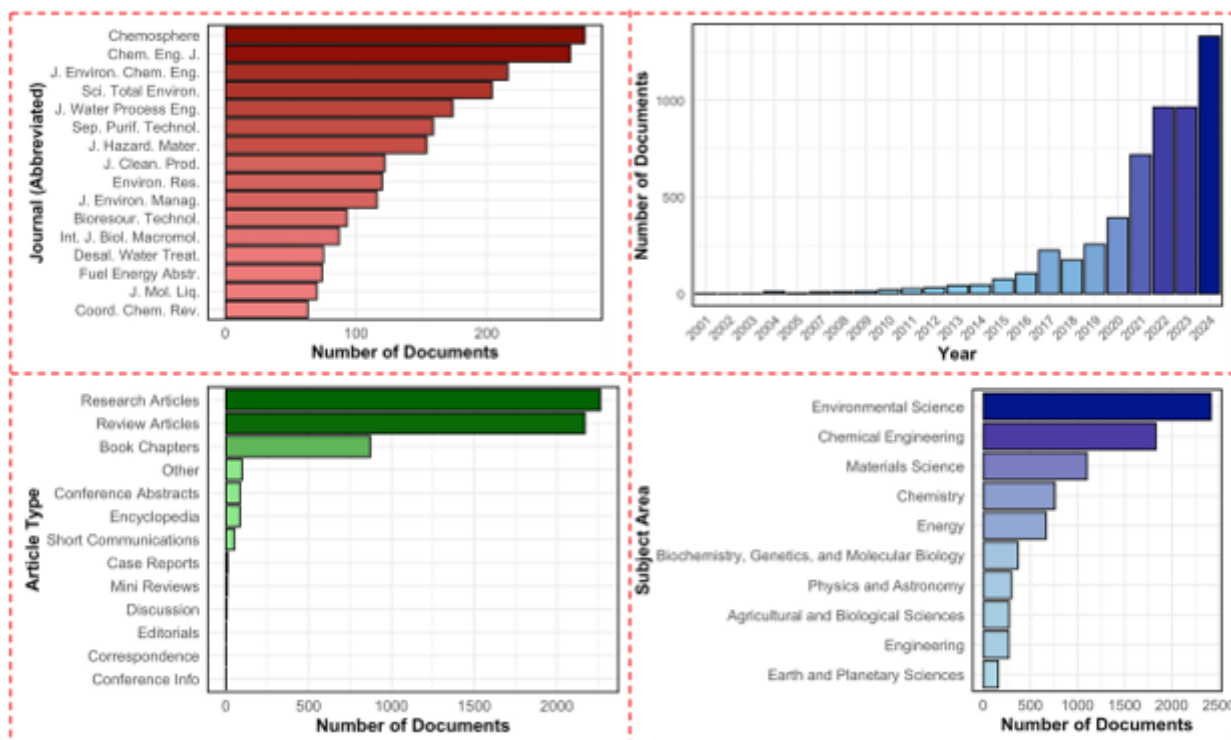 Journal (Abbreviated)
Chemosphere
Chem. Eng. J.
J. Environ. Chem. Eng.
Sci. Total Environ.
J. Water Process Eng.
Sep. Purif. Technol.
J. Hazard. Mater.
J. Clean. Prod.
Environ. Res.
J. Environ. Manag.
Bioresour. Technol.
Int. J. Biol. Macromol.
Desal. Water Treat.
Fuel Energy Abstr.
J. Mol. Liq.
Coord. Chem. Rev.
0 100 200
Number of Documents
Number of Documents
1000
500
0
2001 2002 2003 2004 2005 2007 2008 2009 2010 2011 2012 2013 2014 2015 2016 2017 2018 2019 2020 2021 2022 2023 2024
Year
Article Type
Research Articles
Review Articles
Book Chapters
Other
Conference Abstracts
Encyclopedia
Short Communications
Case Reports
Mini Reviews
Discussion
Editorials
Correspondence
Conference Info
0 500 1000 1500 2000
Number of Documents
Subject Area
Environmental Science
Chemical Engineering
Materials Science
Chemistry
Energy
Biochemistry, Genetics, and Molecular Biology
Physics and Astronomy
Agricultural and Biological Sciences
Engineering
Earth and Planetary Sciences
0 500 1000 1500 2000 2500
Number of Documents